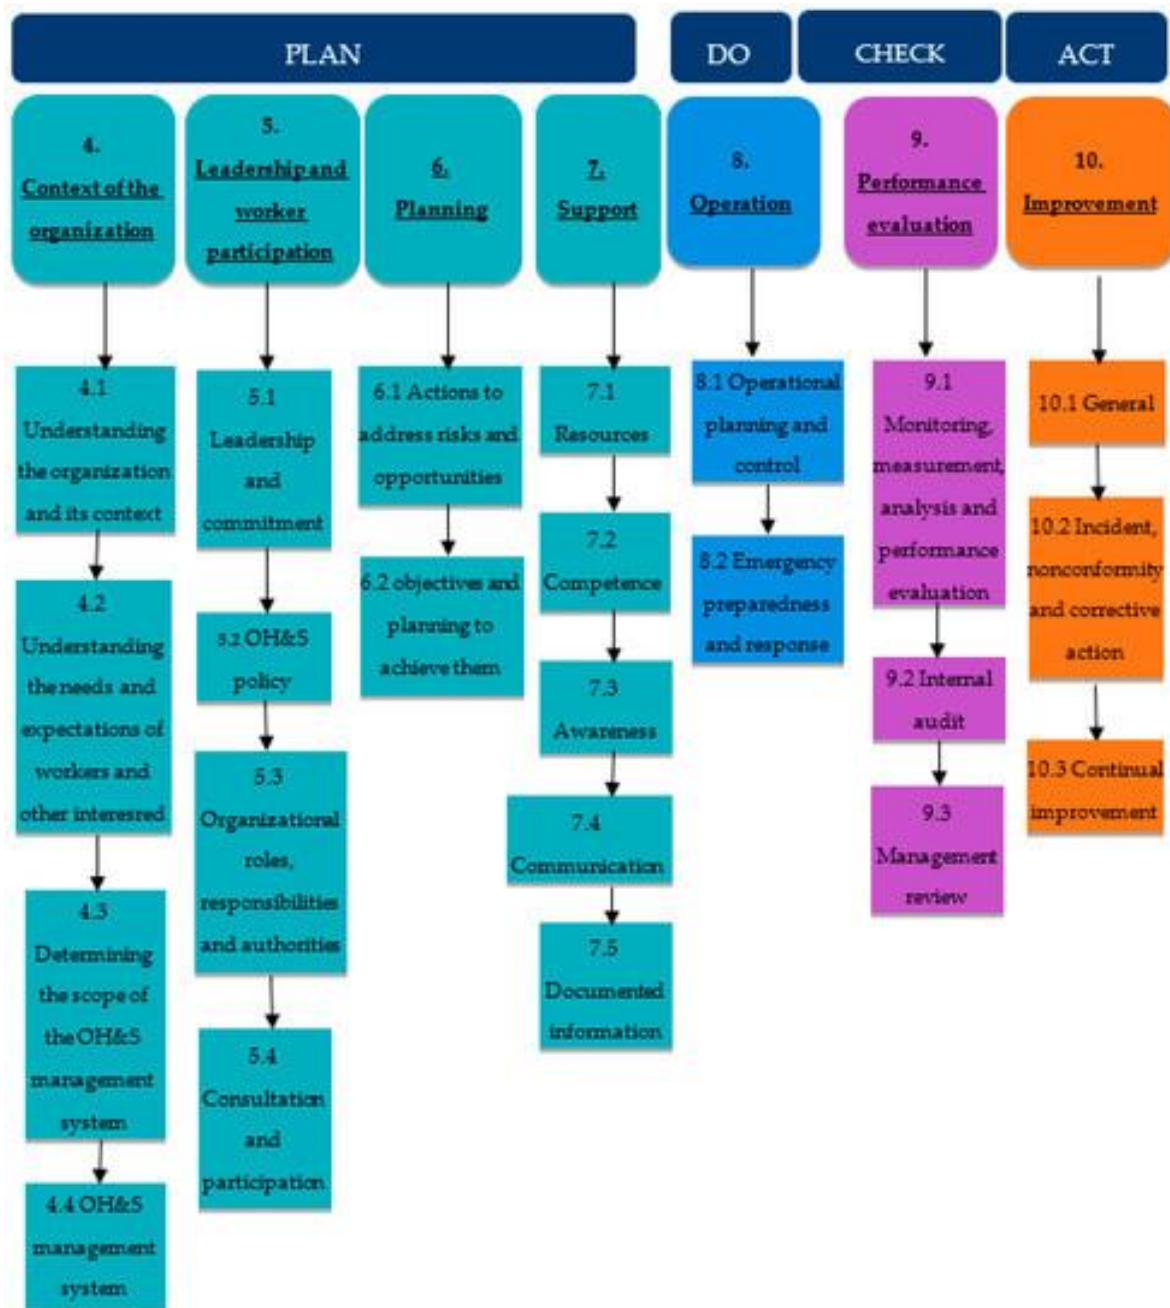 PLAN
DO
CHECK
ACT
4.
Context of the
organization
5.
Leadership and
worker
participation
6.
Planning
7.
Support
8.
Operation
9.
Performance
evaluation
10.
Improvement
4.1
Understanding
the organization
and its context
4.2
Understanding
the needs and
expectations of
workers and
other interesred
4.3
Determining
the scope of
the OH&S
management
system
4.4 OH&S
management
system
5.1
Leadership
and
commitment
5.2 OH&S
policy
5.3
Organizational
roles,
responsibilities
and authorities
5.4
Consultation
and
participation
6.1 Actions to
address risks and
opportunities
6.2 objectives and
planning to
achieve them
7.1
Resources
7.2
Competence
7.3
Awareness
7.4
Communication
7.5
Documented
information
8.1 Operational
planning and
control
8.2 Emergency
preparedness
and response
9.1
Monitoring,
measurement,
analysis and
performance
evaluation
9.2 Internal
audit
9.3
Management
review
10.1 General
10.2 Incident,
nonconformity
and corrective
action
10.3 Continual
improvement